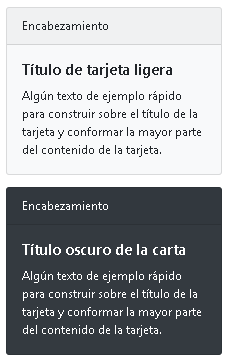 Encabezamiento
Título de tarjeta ligera
Algún texto de ejemplo rápido
para construir sobre el título de la
tarjeta y conformar la mayor parte
del contenido de la tarjeta.
Encabezamiento
Título oscuro de la carta
Algún texto de ejemplo rápido
para construir sobre el título de la
tarjeta y conformar la mayor parte
del contenido de la tarjeta.